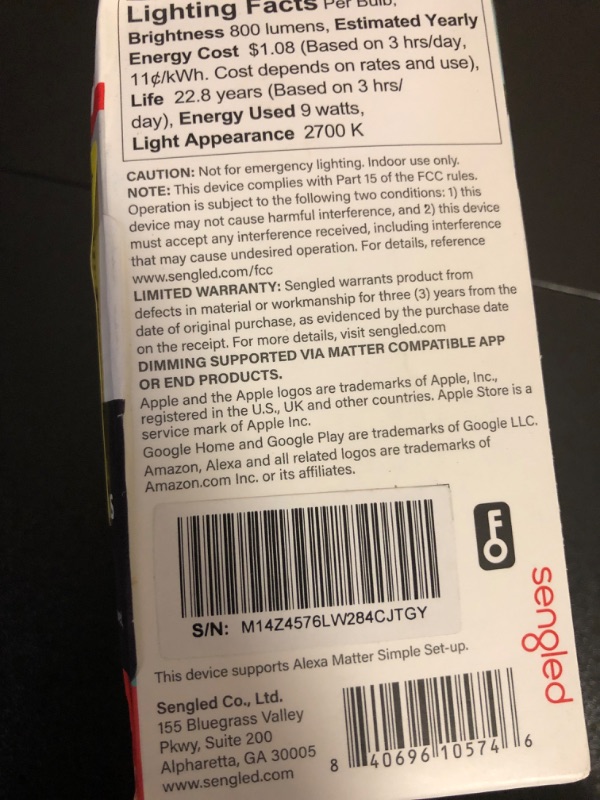 Lighting Facts Per Bulb,
Brightness 800 lumens, Estimated Yearly
Energy Cost $1.08 (Based on 3 hrs/day,
11¢/kWh. Cost depends on rates and use),
Life 22.8 years (Based on 3 hrs/
day), Energy Used 9 watts,
Light Appearance 2700 K
CAUTION: Not for emergency lighting. Indoor use only.
NOTE: This device complies with Part 15 of the FCC rules.
Operation is subject to the following two conditions: 1) this
device may not cause harmful interference, and 2) this device
must accept any interference received, including interference
that may cause undesired operation. For details, reference
www.sengled.com/fcc
LIMITED WARRANTY: Sengled warrants product from
defects in material or workmanship for three (3) years from the
date of original purchase, as evidenced by the purchase date
on the receipt. For more details, visit sengled.com
DIMMING SUPPORTED VIA MATTER COMPATIBLE APP
OR END PRODUCTS.
Apple and the Apple logos are trademarks of Apple, Inc.,
registered in the U.S., UK and other countries. Apple Store is a
service mark of Apple Inc.
Google Home and Google Play are trademarks of Google LLC.
Amazon, Alexa and all related logos are trademarks of
Amazon.com Inc. or its affiliates.
S/N: M14Z4576LW284CJTGY
sengled
This device supports Alexa Matter Simple Set-up.
Sengled Co., Ltd.
155 Bluegrass Valley
Pkwy, Suite 200
Alpharetta, GA 30005
www.sengled.com
8 40696 10574 6